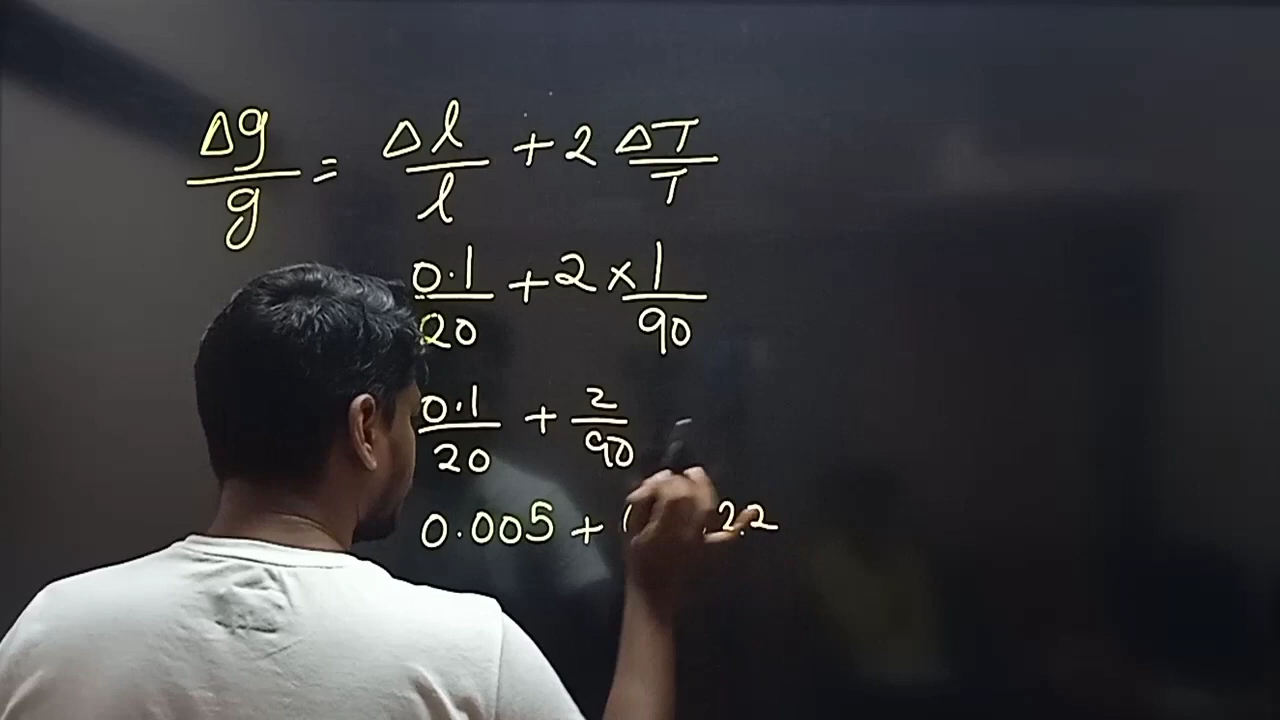 Δg/g = Δl/l + 2 ΔT/T
0.1/20 + 2 × 1/90
0.1/20 + 2/90
0.005 +